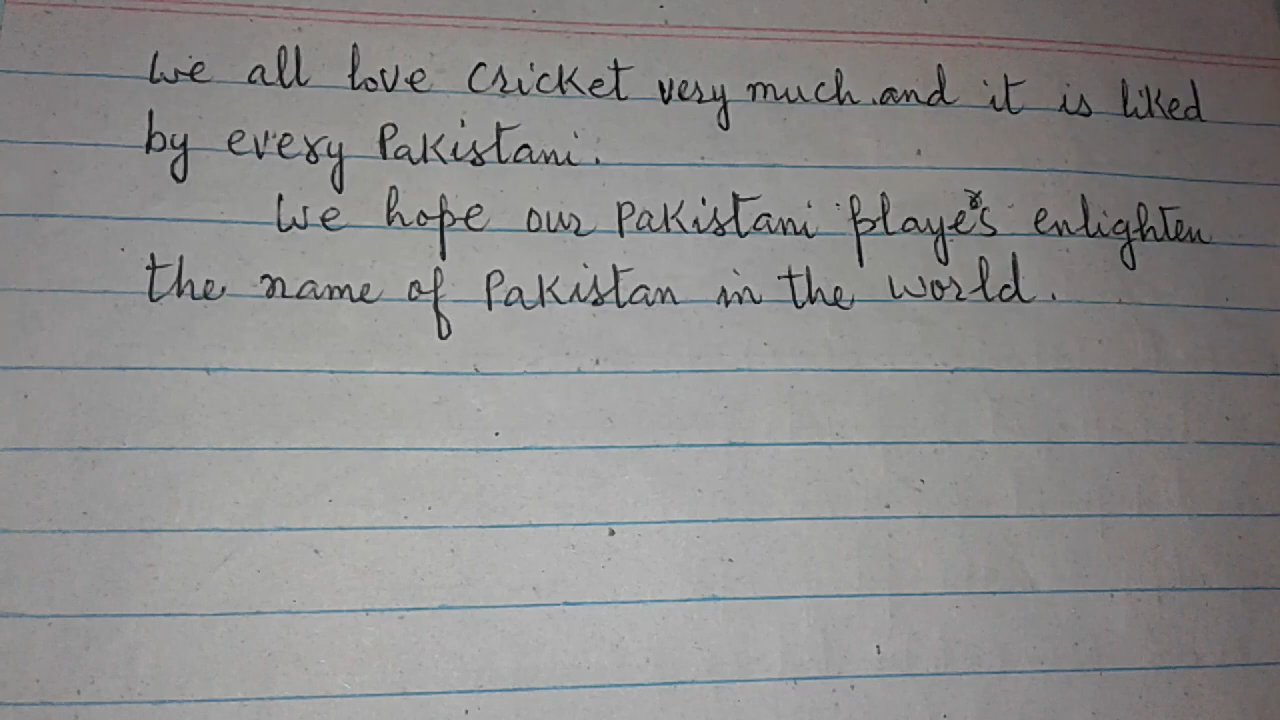 We all love Cricket very much.and it is liked
by every Pakistani.
We hope our Pakistani players enlighten
the name of Pakistan in the world.